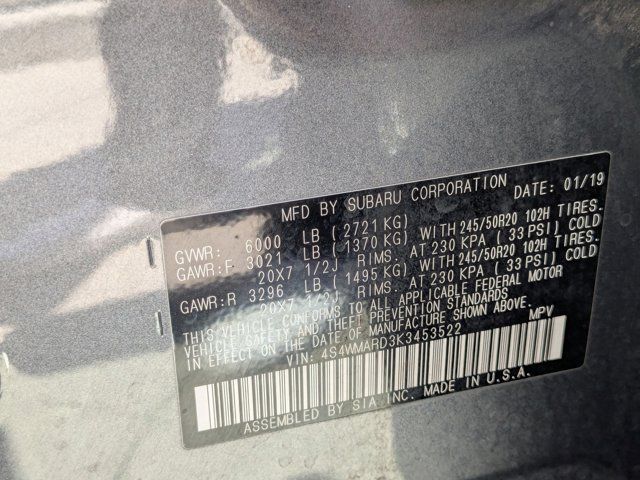 MFD BY SUBARU CORPORATION DATE: 01/19
GVWR: 6000 LB (2721 KG)
GAWR:F 3021 LB (1370 KG) WITH 245/50R20 102H TIRES.
20X7 1/2J RIMS. AT 230 KPA (33 PSI) COLD
GAWR:R 3296 LB (1495 KG) WITH 245/50R20 102H TIRES.
20X7 1/2J RIMS. AT 230 KPA (33 PSI) COLD
THIS VEHICLE CONFORMS TO ALL APPLICABLE FEDERAL MOTOR
VEHICLE SAFETY AND THEFT PREVENTION STANDARDS
IN EFFECT ON THE DATE OF MANUFACTURE SHOWN ABOVE.
VIN: 4S4WMARD3K3453522 MPV
ASSEMBLED BY SIA,INC. MADE IN U.S.A.